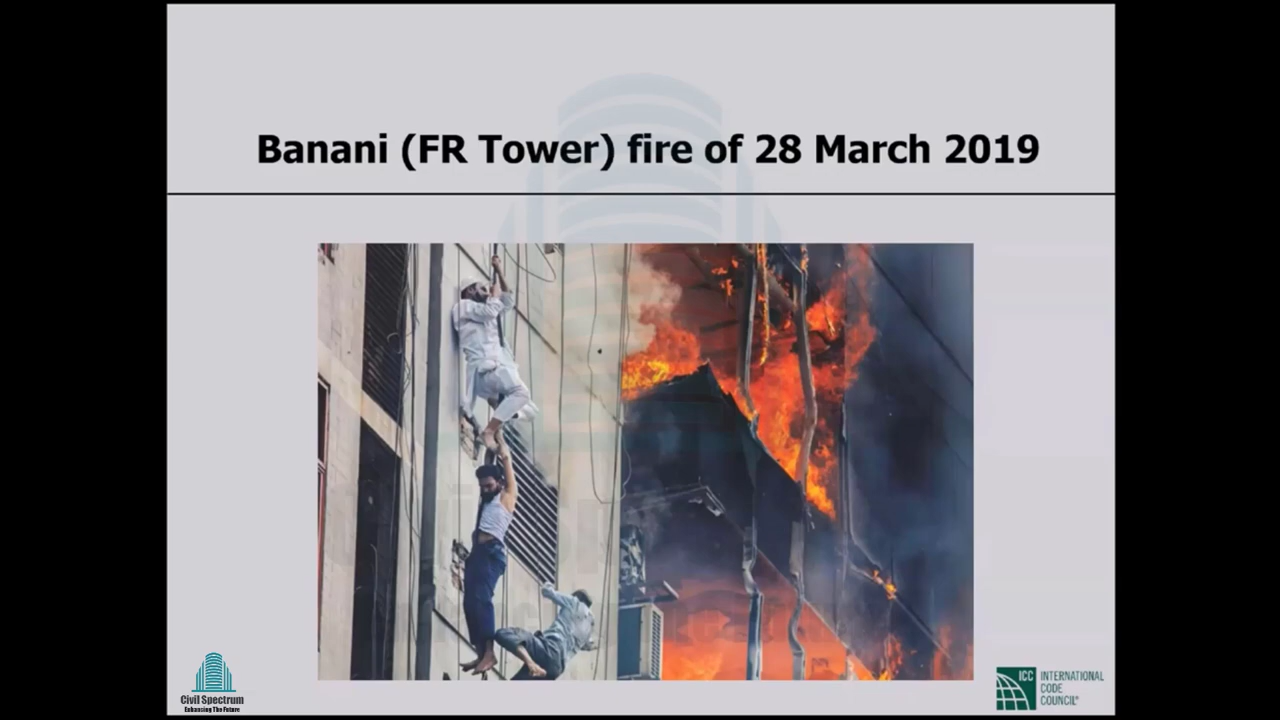 Banani (FR Tower) fire of 28 March 2019
Civil Spectrum
Enhancing The Future
ICC
INTERNATIONAL
CODE
COUNCIL®